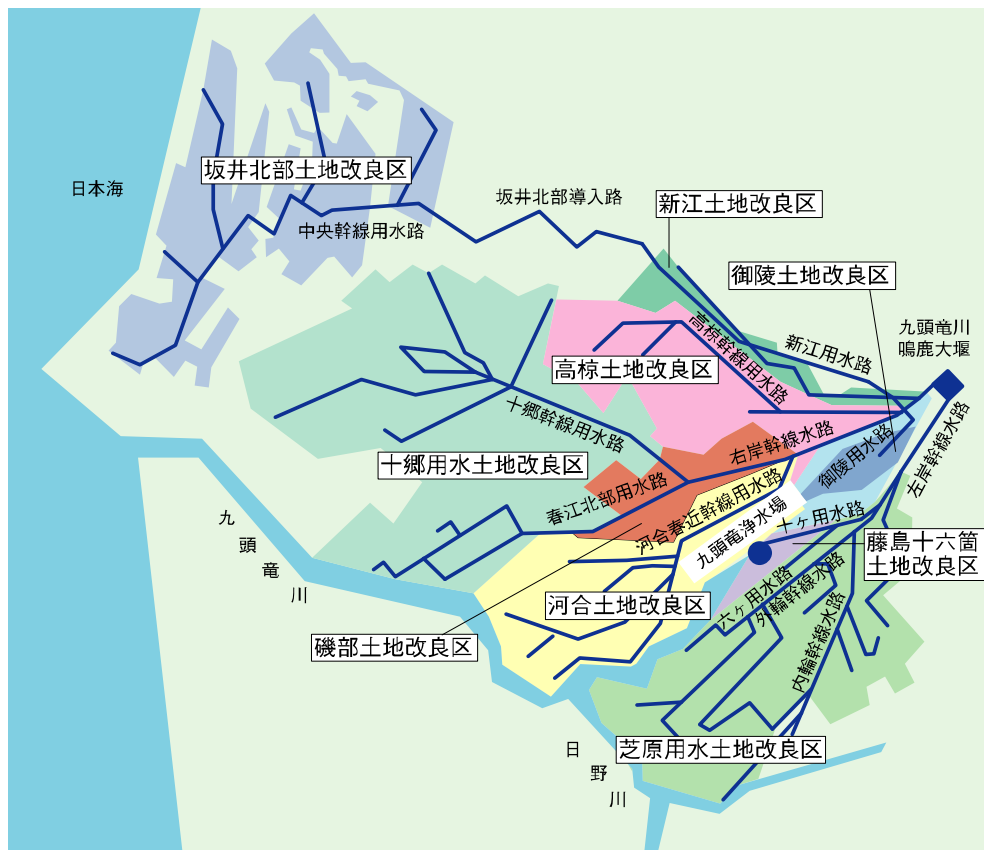 坂井北部土地改良区
日本海
坂井北部導入路
新江土地改良区
中央幹線用水路
御陵土地改良区
九頭竜川
鳴鹿大堰
高椋幹線用水路
新江用水路
高椋土地改良区
十郷幹線用水路
右岸幹線水路
御陵用水路
左岸幹線水路
十郷用水土地改良区
春江北部用水路
河合春近幹線用水路
九頭竜浄水場
十ヶ用水路
藤島十六箇
土地改良区
九頭竜川
河合土地改良区
六ヶ用水路
外輪幹線水路
内輪幹線水路
磯部土地改良区
芝原用水土地改良区
日野川